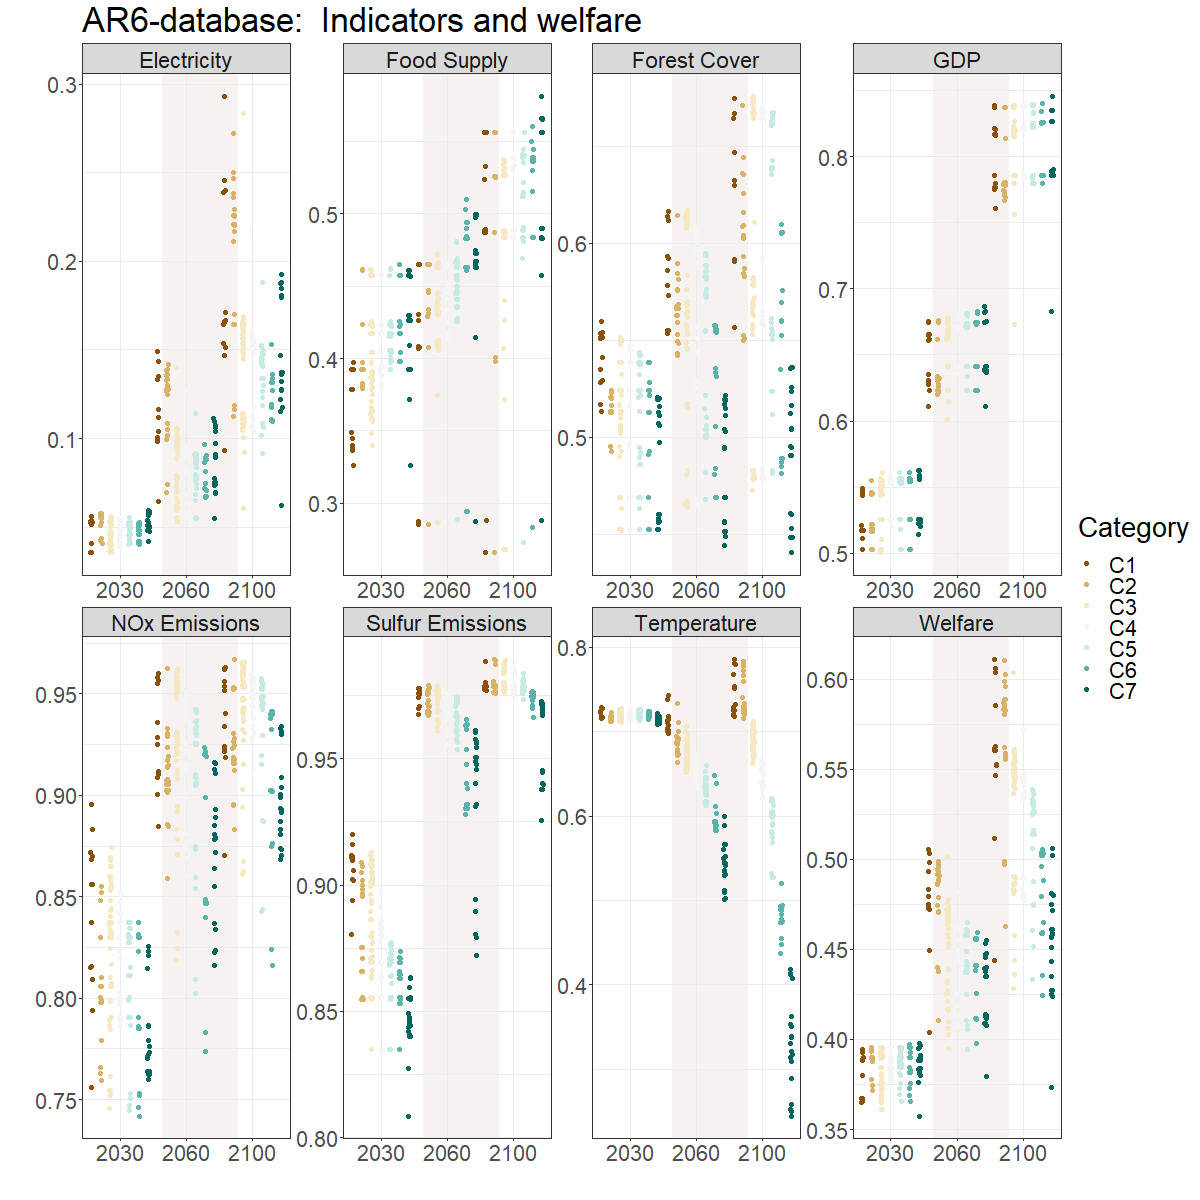 AR6-database:  Indicators and welfare
Electricity
Food Supply
Forest Cover
GDP
0.3
0.2
0.1
0.5
0.4
0.3
0.6
0.5
0.8
0.7
0.6
0.5
2030 2060 2100
2030 2060 2100
2030 2060 2100
2030 2060 2100
NOx Emissions
Sulfur Emissions
Temperature
Welfare
0.95
0.90
0.85
0.80
0.75
0.95
0.90
0.85
0.80
0.8
0.6
0.4
0.60
0.55
0.50
0.45
0.40
0.35
2030 2060 2100
2030 2060 2100
2030 2060 2100
2030 2060 2100
Category
C1
C2
C3
C4
C5
C6
C7